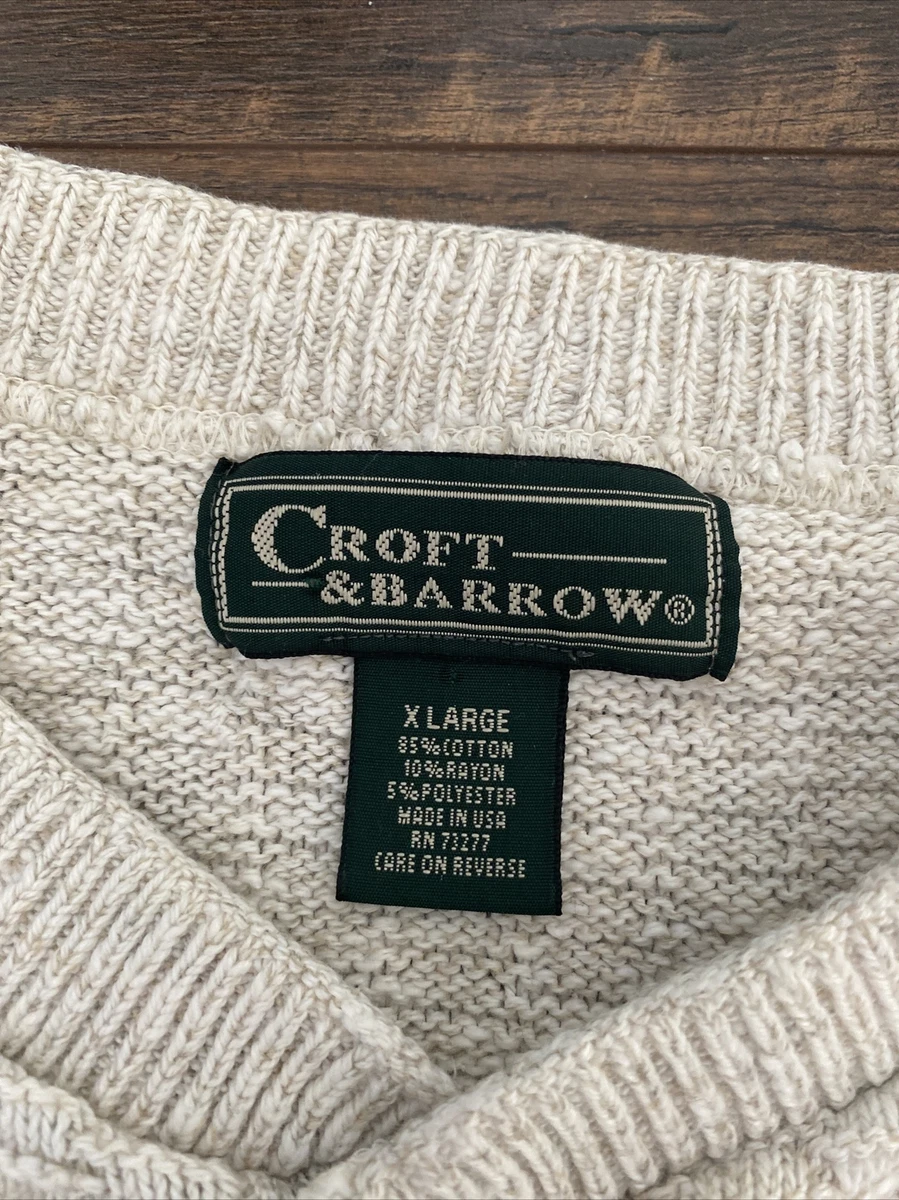 CROFT
&BARROW®
X LARGE
85%COTTON
10%RAYON
5%POLYESTER
MADE IN USA
RN 73277
CARE ON REVERSE